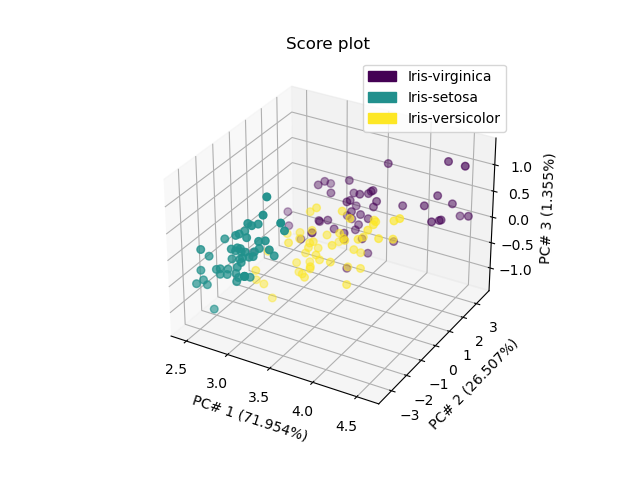 Score plot
Iris-virginica
Iris-setosa
Iris-versicolor
1.0
0.5
0.0
−0.5
−1.0
PC# 3 (1.355%)
3
2
1
0
−1
−2
−3
PC# 2 (26.507%)
2.5
3.0
3.5
4.0
4.5
PC# 1 (71.954%)